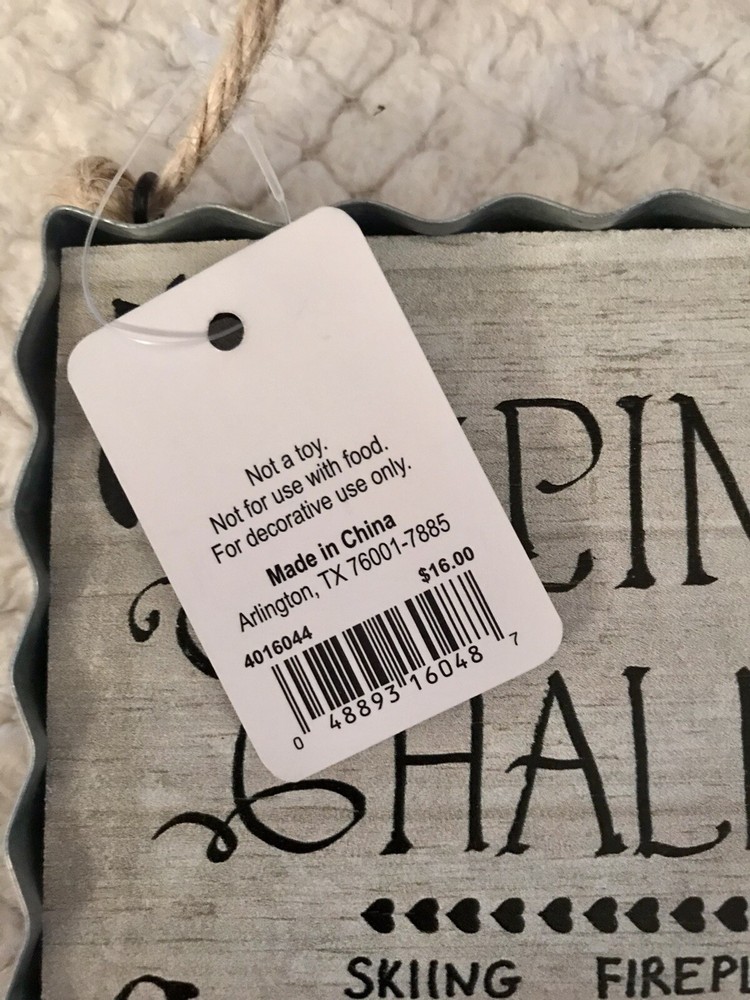 Not a toy.
Not for use with food.
For decorative use only.
Made in China
Arlington, TX 76001-7885
$16.00
4016044
0 48893 16048 7
SKIING